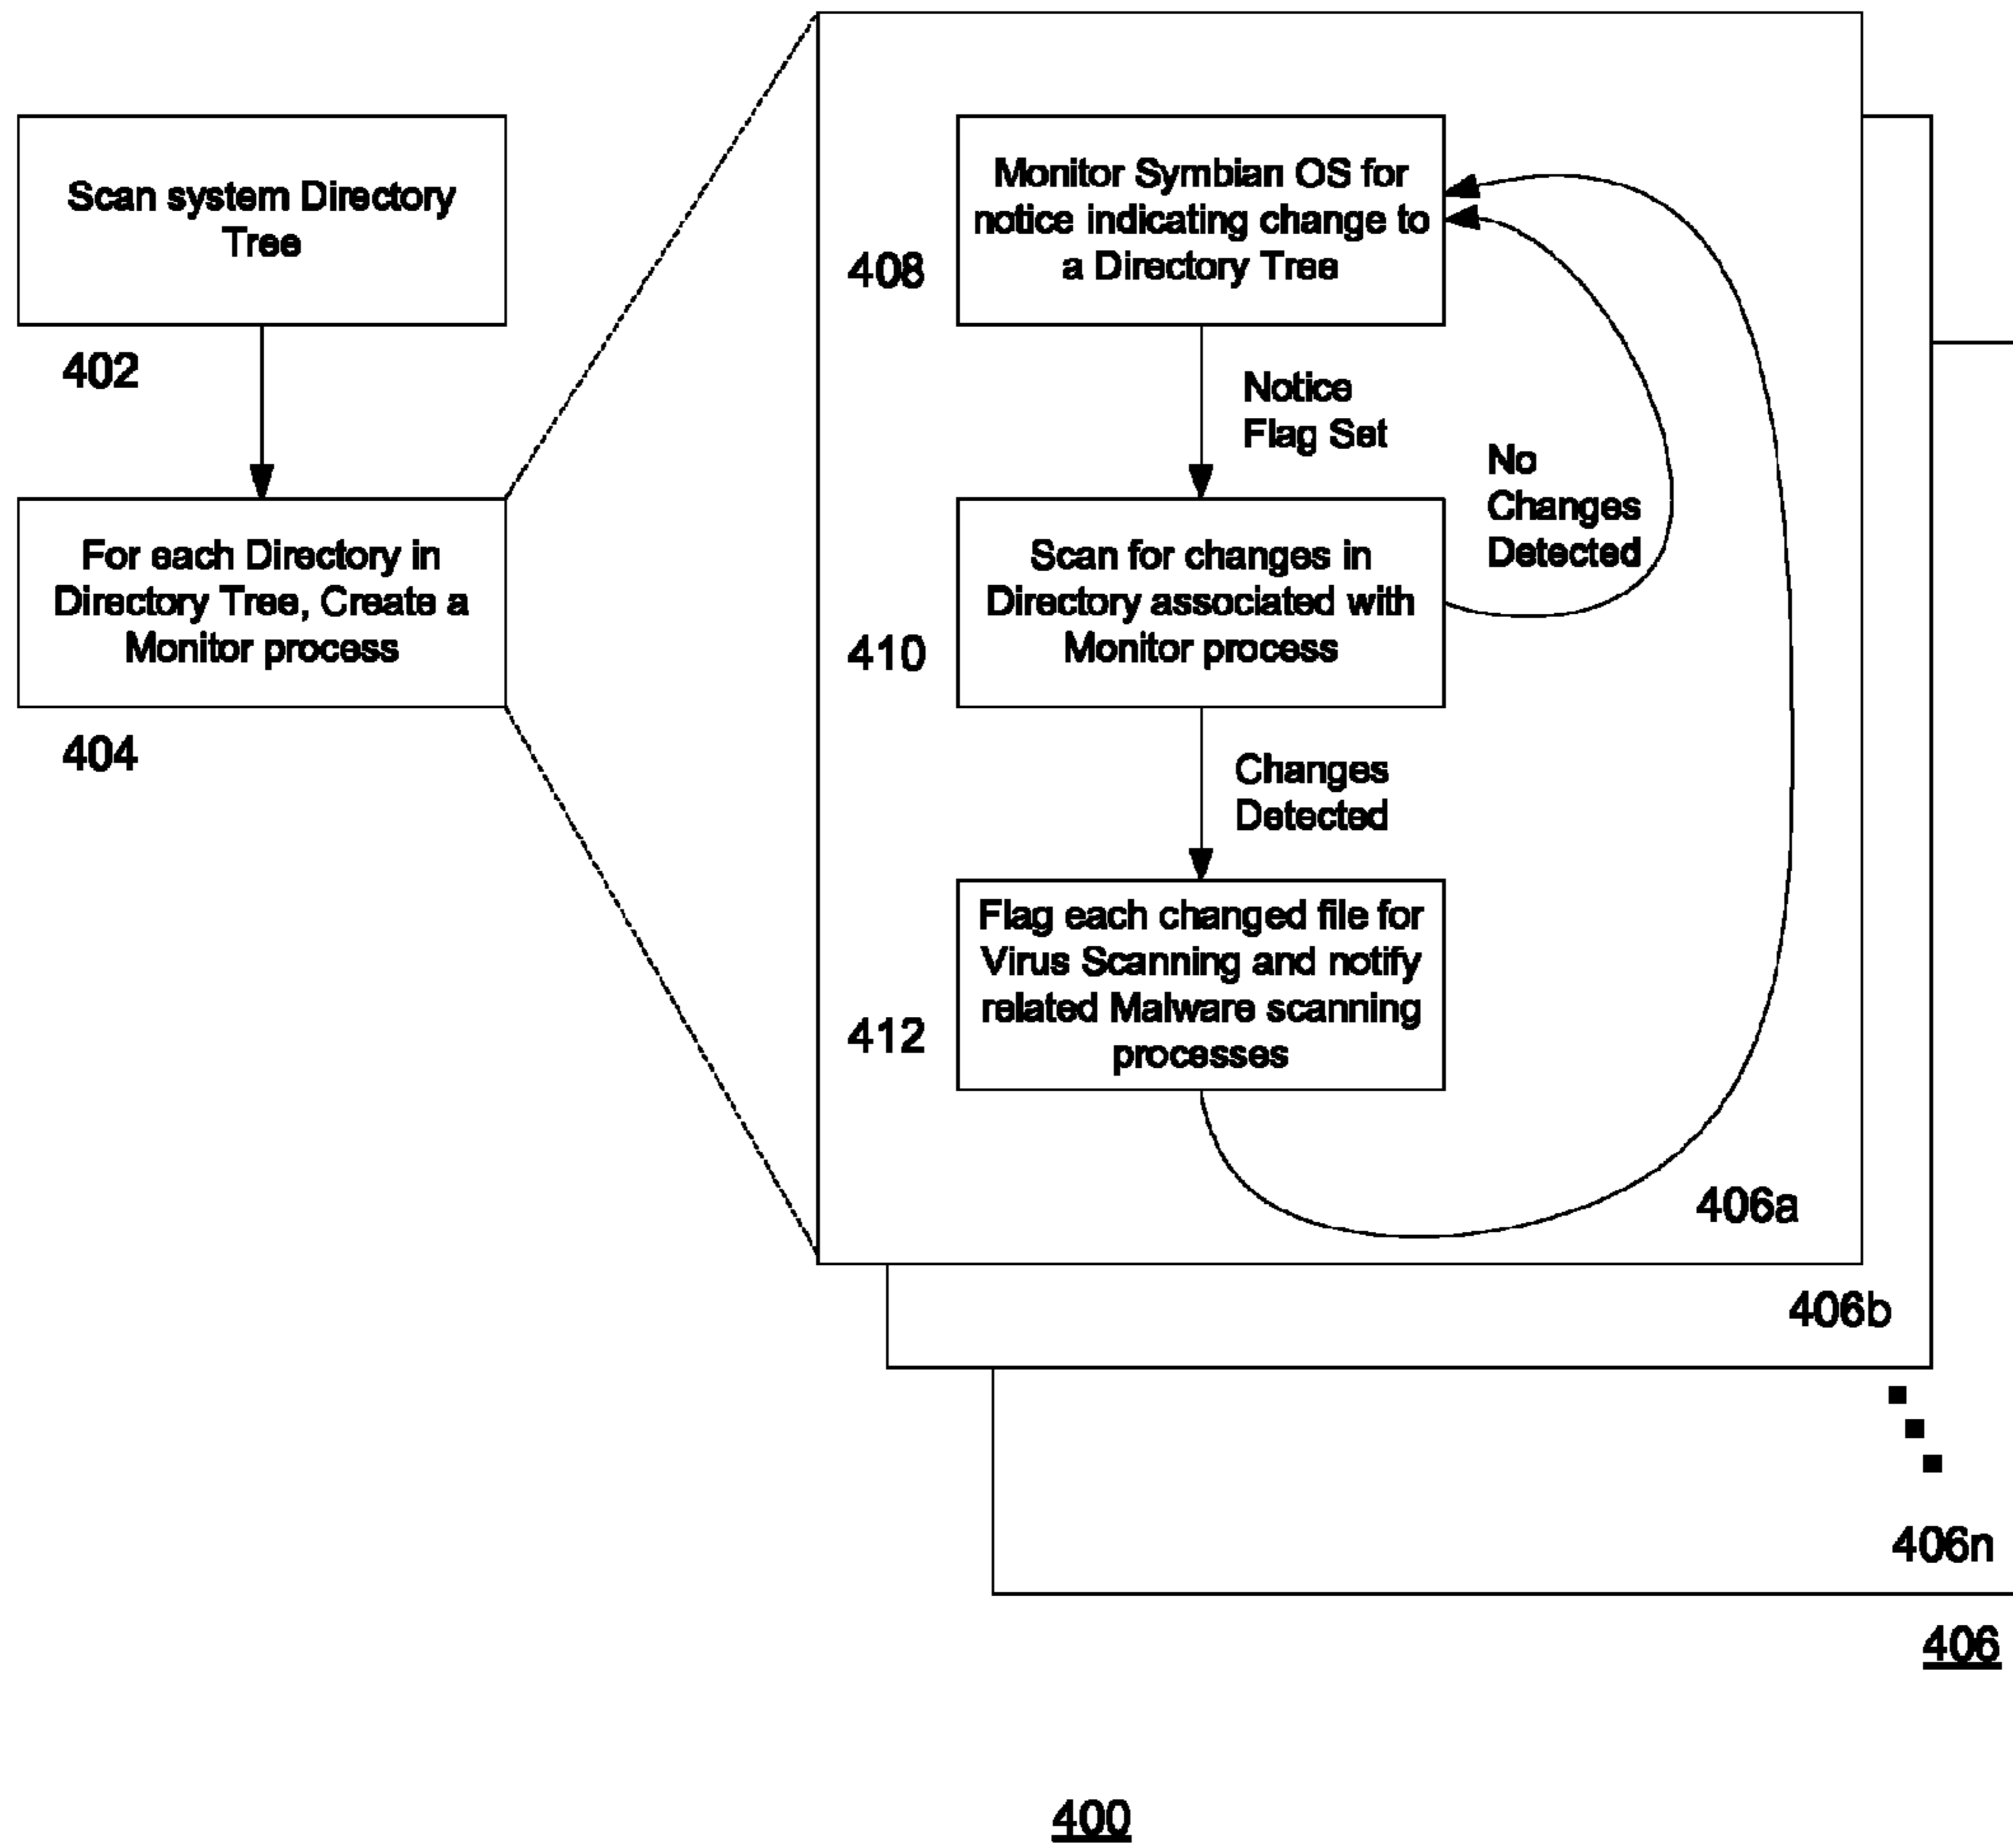 Scan system Directory
Tree
402
For each Directory in
Directory Tree, Create a
Monitor process
404
Monitor Symbian OS for
notice indicating change to
a Directory Tree
408
Notice
Flag Set
No
Changes
Detected
Scan for changes in
Directory associated with
Monitor process
410
Changes
Detected
Flag each changed file for
Virus Scanning and notify
related Malware scanning
processes
412
406a
406b
406n
406
400